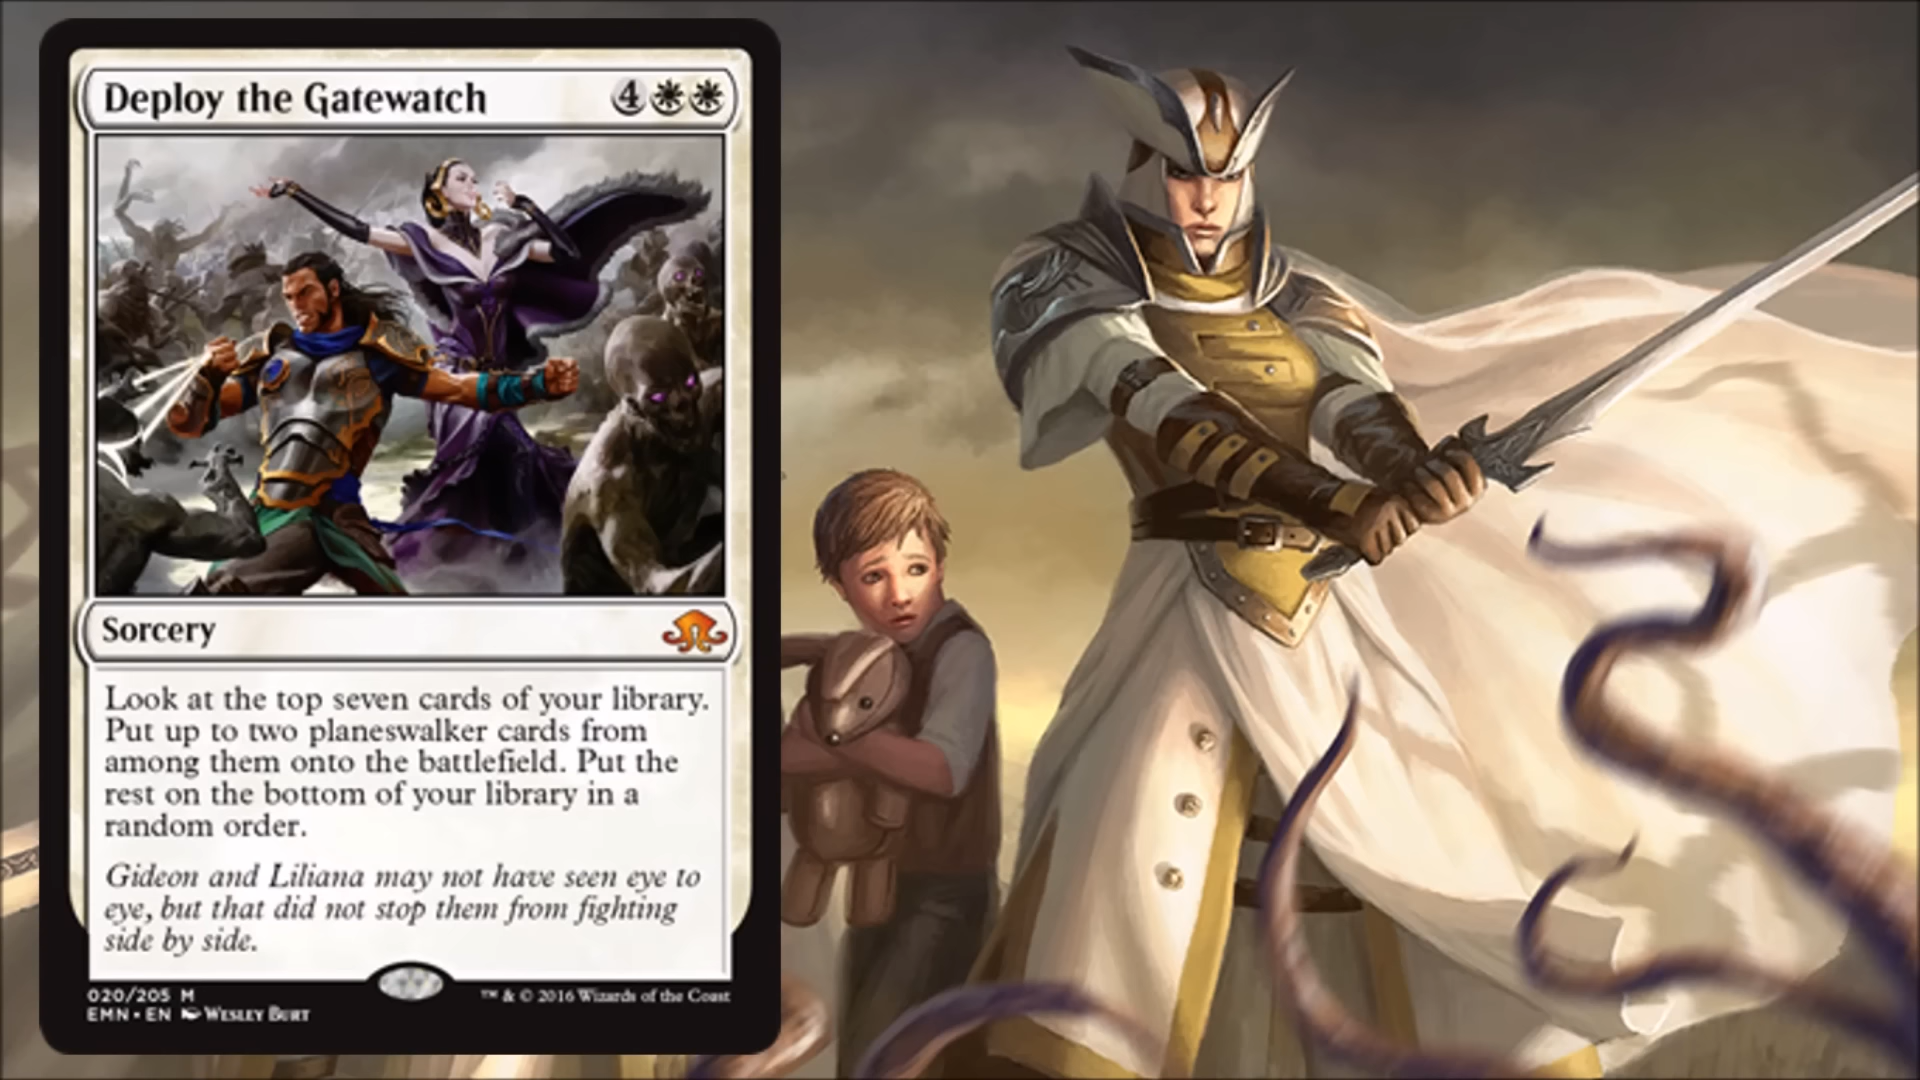 Deploy the Gatewatch 4
Sorcery
Look at the top seven cards of your library.
Put up to two planeswalker cards from
among them onto the battlefield. Put the
rest on the bottom of your library in a
random order.
Gideon and Liliana may not have seen eye to
eye, but that did not stop them from fighting
side by side.
020/205 M
™ & © 2016 Wizards of the Coast
EMN • EN Wesley Burt